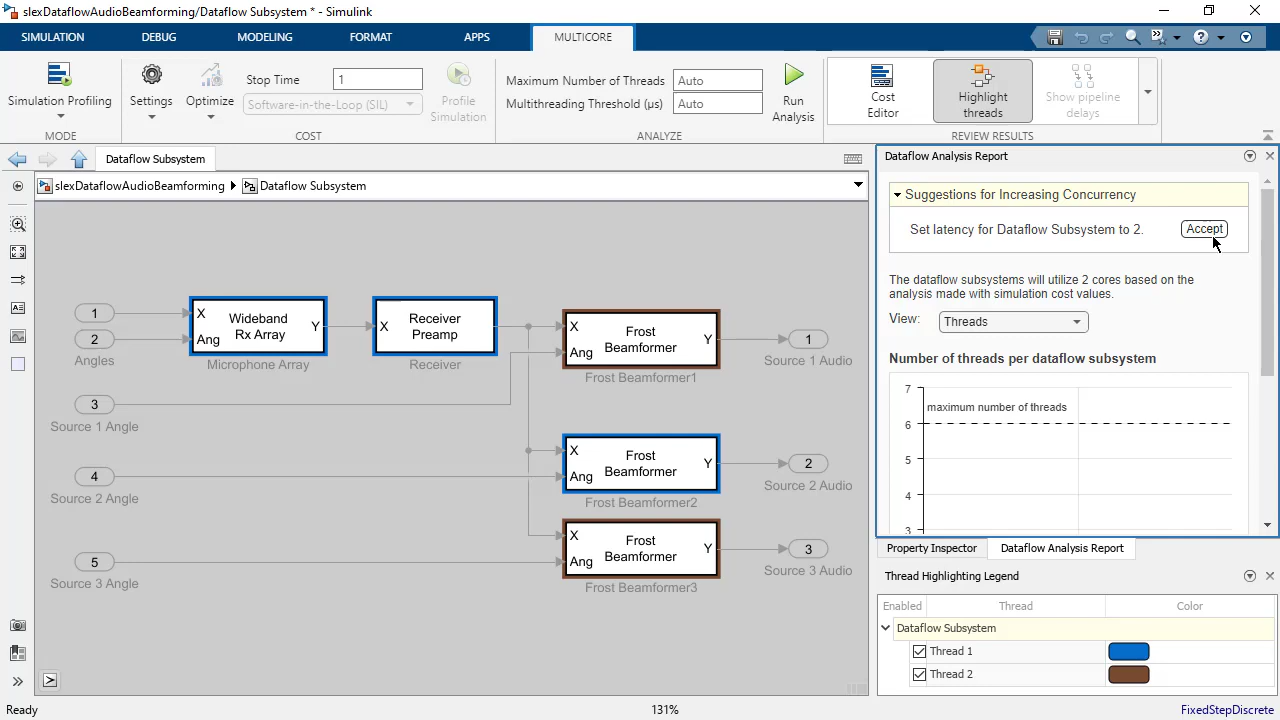 slexDataflowAudioBeamforming/Dataflow Subsystem * - Simulink
SIMULATION DEBUG MODELING FORMAT APPS MULTICORE
Simulation Profiling
MODE
Settings
Optimize
Stop Time 1
Software-in-the-Loop (SIL)
Profile Simulation
COST
Maximum Number of Threads Auto
Multithreading Threshold (µs) Auto
Run Analysis
ANALYZE
Cost Editor
Highlight threads
Show pipeline delays
REVIEW RESULTS
Dataflow Subsystem
slexDataflowAudioBeamforming Dataflow Subsystem
1
2
Angles
X
Ang
Wideband
Rx Array
Y
Microphone Array
X
Receiver
Preamp
Receiver
X
Ang
Frost
Beamformer
Y
Frost Beamformer1
1
Source 1 Audio
3
Source 1 Angle
X
Ang
Frost
Beamformer
Y
Frost Beamformer2
2
Source 2 Audio
4
Source 2 Angle
X
Ang
Frost
Beamformer
Y
Frost Beamformer3
3
Source 3 Audio
5
Source 3 Angle
Dataflow Analysis Report
Suggestions for Increasing Concurrency
Set latency for Dataflow Subsystem to 2. Accept
The dataflow subsystems will utilize 2 cores based on the
analysis made with simulation cost values.
View: Threads
Number of threads per dataflow subsystem
7
maximum number of threads
6
5
4
3
Property Inspector Dataflow Analysis Report
Thread Highlighting Legend
Enabled Thread Color
Dataflow Subsystem
Thread 1
Thread 2
Ready 131% FixedStepDiscrete